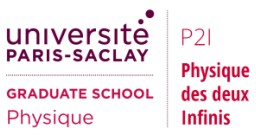 université
PARIS-SACLAY
GRADUATE SCHOOL
Physique
P2I
Physique
des deux
Infinis